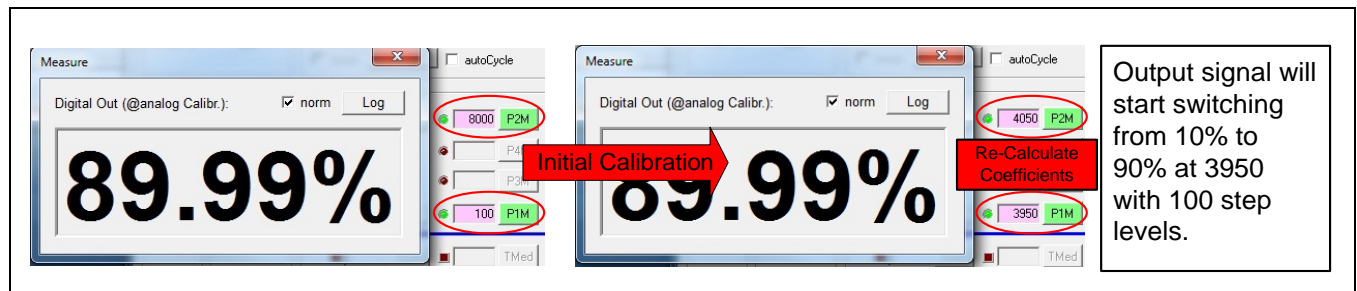 Measure
x
autoCycle
Digital Out (@analog Calibr.):
norm
Log
89.99%
8000 P2M
P3M
100 P1M
TMed
Initial Calibration
Measure
x
autoCycle
Digital Out (@analog Calibr.):
norm
Log
89.99%
4050 P2M
Re-Calculate
Coefficients
3950 P1M
TMed
Output signal will
start switching
from 10% to
90% at 3950
with 100 step
levels.